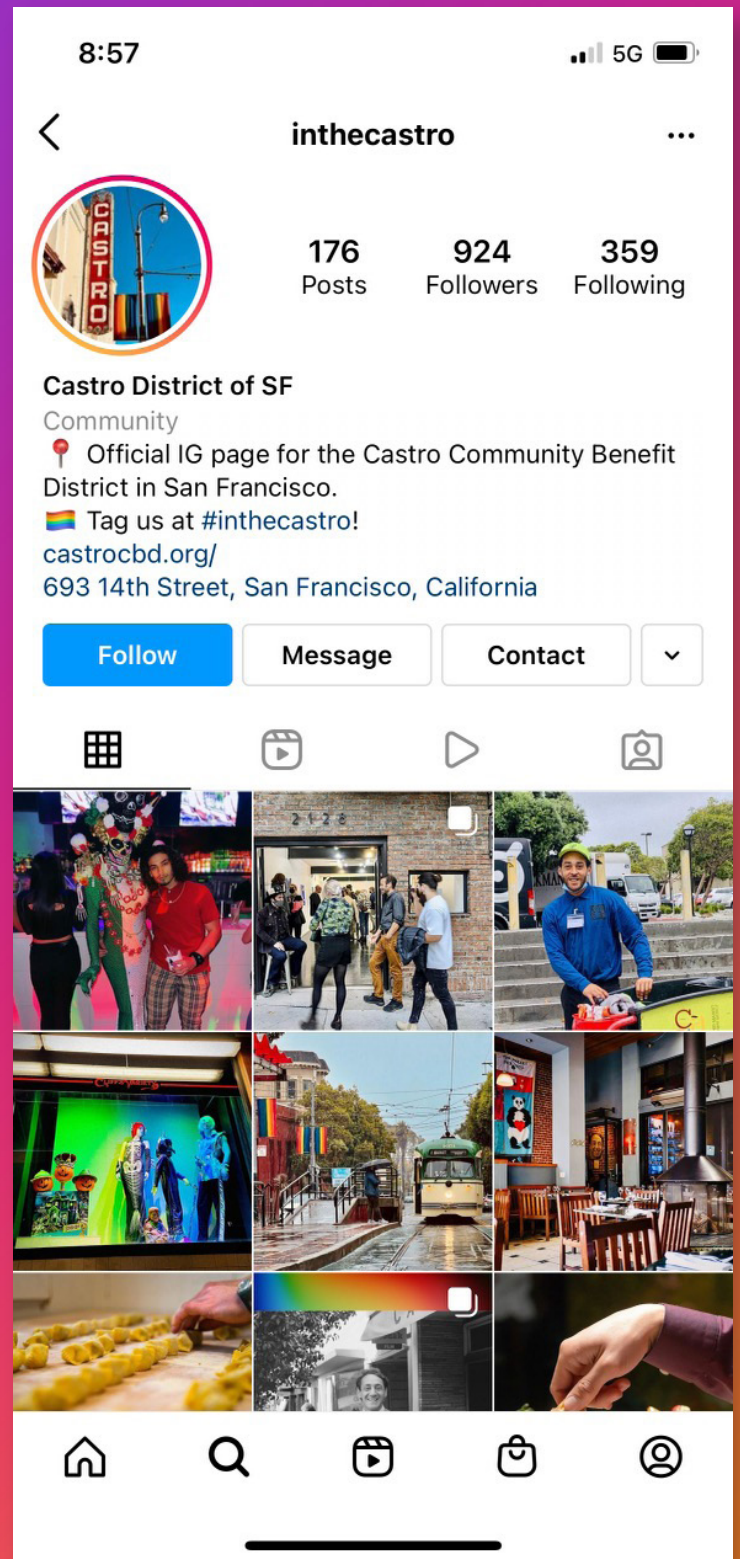 8:57
5G
inthecastro
CASTRO
176
924
359
Posts
Followers
Following
Castro District of SF
Community
📍 Official IG page for the Castro Community Benefit
District in San Francisco.
🏳️‍🌈 Tag us at #inthecastro!
castrocbd.org/
693 14th Street, San Francisco, California
Follow
Message
Contact
2128